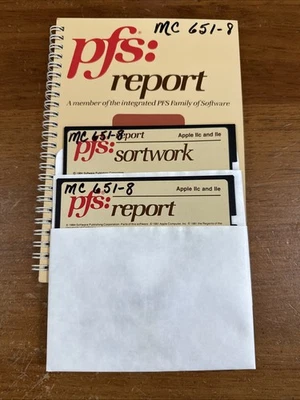 MC 651-8
pfs:
report
A member of the integrated PFS Family of Software
MC 651-8
report
Apple IIc and IIe
pfs: sortwork
MC 651-8
Apple IIc and IIe
pfs: report